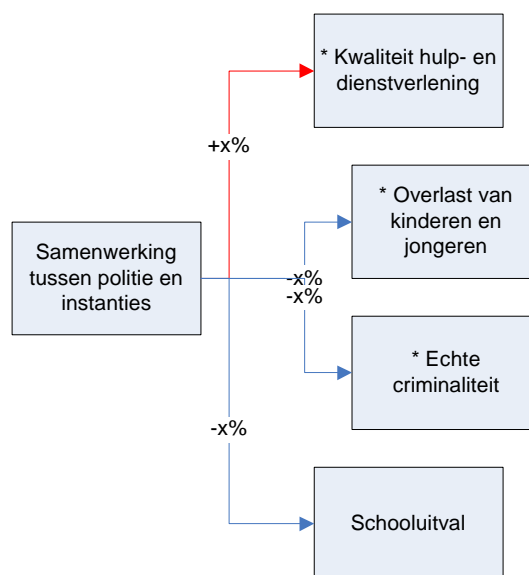 * Kwaliteit hulp- en
dienstverlening
+x%
* Overlast van
kinderen en
jongeren
Samenwerking
tussen politie en
instanties
-x%
-x%
* Echte
criminaliteit
-x%
Schooluitval